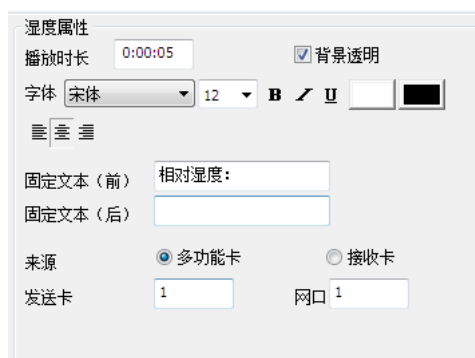 湿度属性
播放时长 0:00:05 背景透明
字体 宋体 12 B I U
固定文本（前） 相对湿度：
固定文本（后）
来源 多功能卡 接收卡
发送卡 1 网口 1